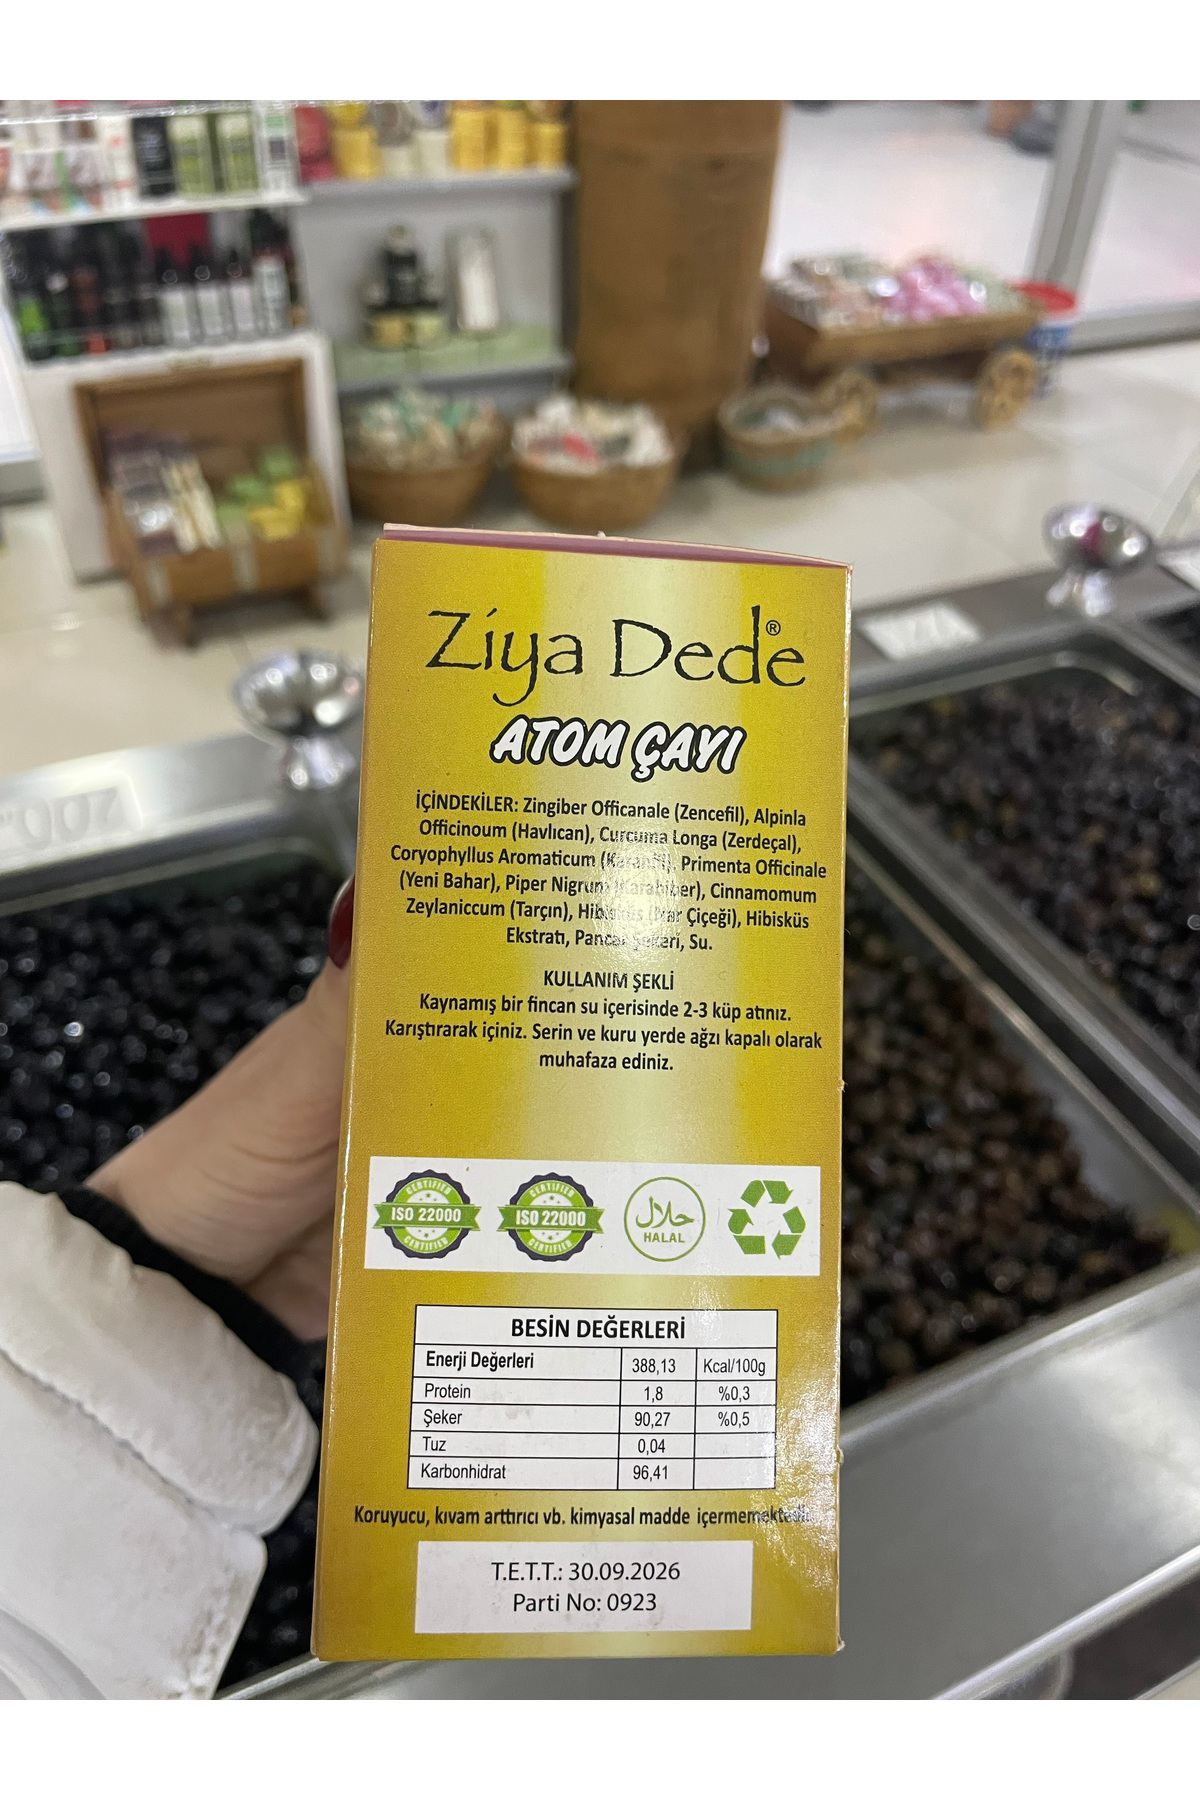 Ziya Dede®
ATOM ÇAYI
İÇİNDEKİLER: Zingiber Officanale (Zencefil), Alpinla
Officinoum (Havlıcan), Curcuma Longa (Zerdeçal),
Coryophyllus Aromaticum (Karanfil), Primenta Officinale
(Yeni Bahar), Piper Nigrum (Karabiber), Cinnamomum
Zeylaniccum (Tarçın), Hibisküs (Nar Çiçeği), Hibisküs
Ekstratı, Pancar Şekeri, Su.
KULLANIM ŞEKLİ
Kaynamış bir fincan su içerisinde 2-3 küp atınız.
Karıştırarak içiniz. Serin ve kuru yerde ağzı kapalı olarak
muhafaza ediniz.
CERTIFIED ISO 22000 CERTIFIED
CERTIFIED ISO 22000 CERTIFIED
حلال
HALAL
BESİN DEĞERLERİ
Enerji Değerleri 388,13 Kcal/100g
Protein 1,8 %0,3
Şeker 90,27 %0,5
Tuz 0,04
Karbonhidrat 96,41
Koruyucu, kıvam arttırıcı vb. kimyasal madde içermemektedir.
T.E.T.T.: 30.09.2026
Parti No: 0923